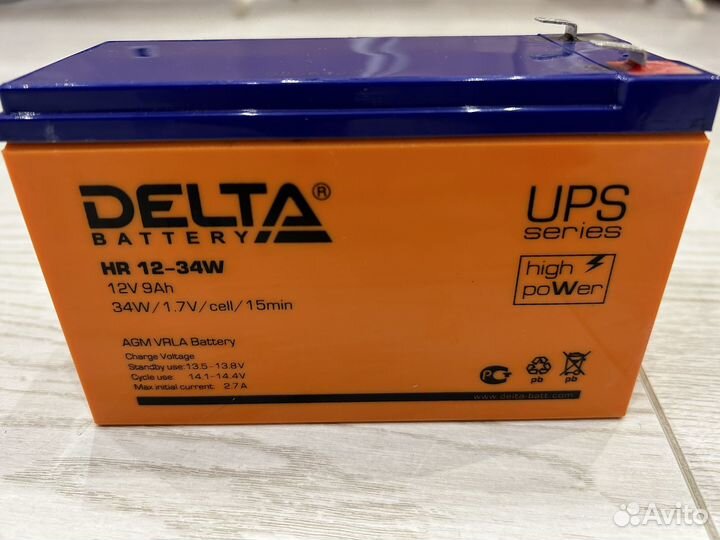 DELTA®
BATTERY
HR 12-34W
12V 9Ah
34W/1.7V/cell/15min
AGM VRLA Battery
Charge Voltage
Standby use: 13.5-13.8V
Cycle use: 14.1-14.4V
Max initial current: 2.7A
UPS
series
high
poWer
РСТ
pb
pb
www.delta-batt.com
Avito